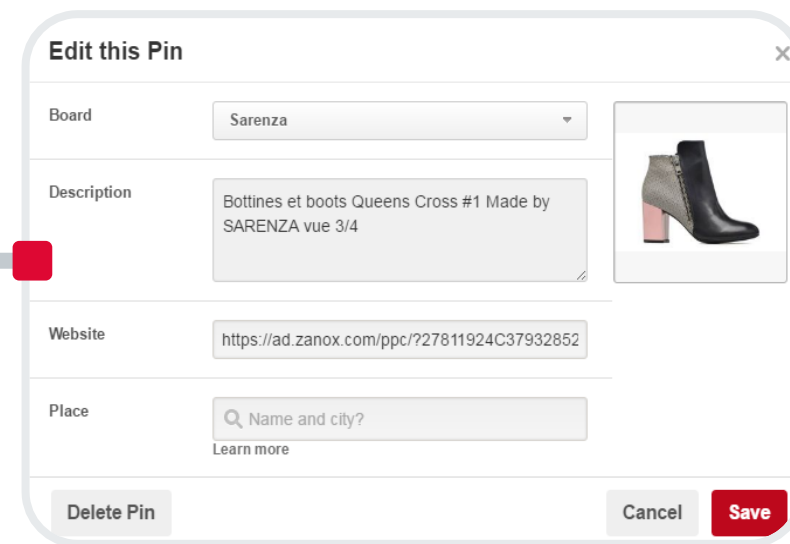 Edit this Pin
×
Board
Sarenza
Description
Bottines et boots Queens Cross #1 Made by
SARENZA vue 3/4
Website
https://ad.zanox.com/ppc/?27811924C37932852
Place
Name and city?
Learn more
Delete Pin
Cancel
Save